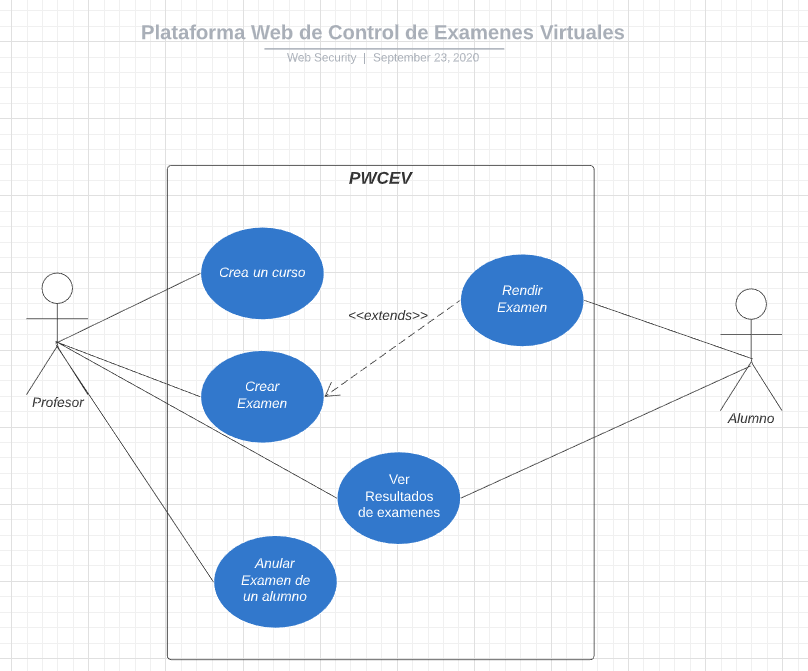 Plataforma Web de Control de Examenes Virtuales
Web Security | September 23, 2020
PWCEV
Crea un curso
Rendir
Examen
<<extends>>
Crear
Examen
Profesor
Alumno
Ver
Resultados
de examenes
Anular
Examen de
un alumno